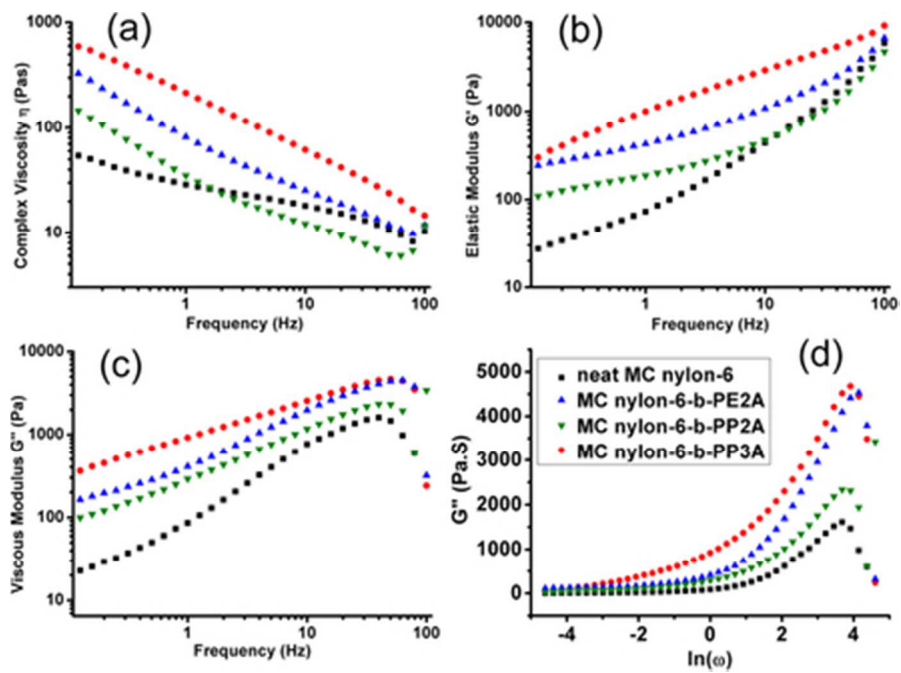 (a)
1000
100
10
Complex Viscosity η (Pas)
1
10
100
Frequency (Hz)
(b)
10000
1000
100
10
Elastic Modulus G' (Pa)
1
10
100
Frequency (Hz)
(c)
10000
1000
100
10
Viscous Modulus G'' (Pa)
1
10
100
Frequency (Hz)
(d)
neat MC nylon-6
MC nylon-6-b-PE2A
MC nylon-6-b-PP2A
MC nylon-6-b-PP3A
5000
4000
3000
2000
1000
0
G'' (Pa.S)
-4
-2
0
2
4
ln(ω)